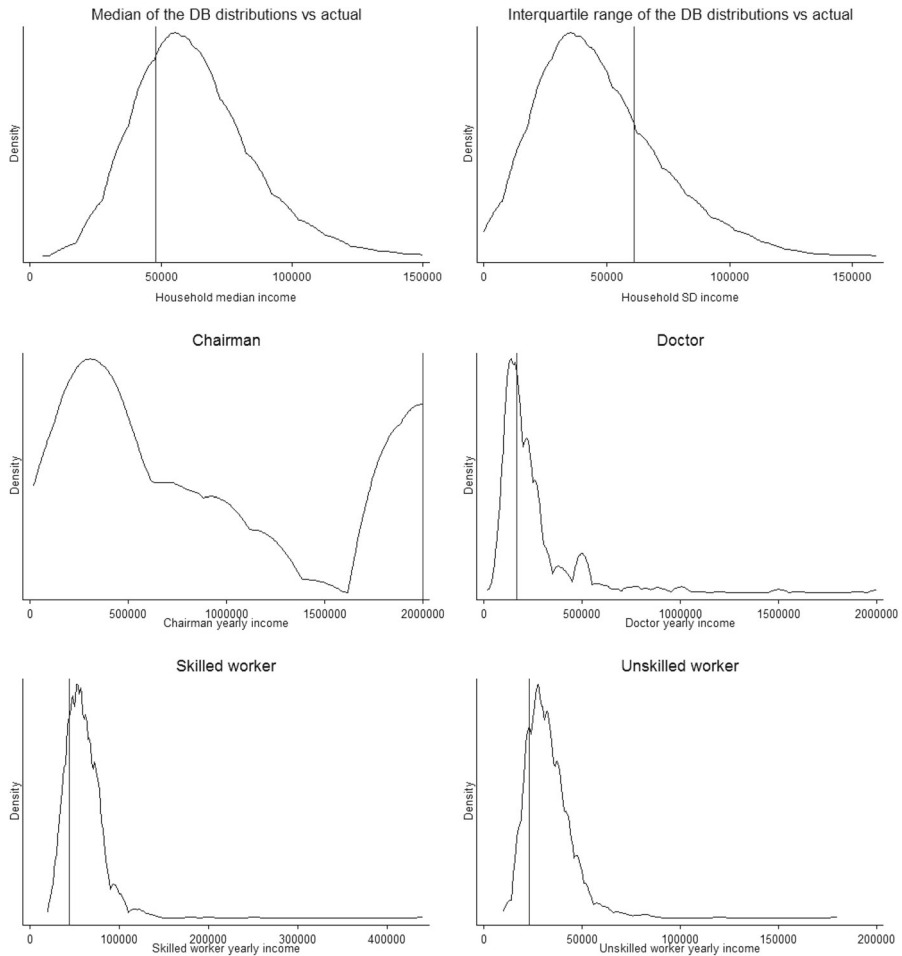 Median of the DB distributions vs actual
Density
0 50000 100000 150000
Household median income
Interquartile range of the DB distributions vs actual
Density
0 50000 100000 150000
Household SD income
Chairman
Density
0 500000 1000000 1500000 2000000
Chairman yearly income
Doctor
Density
0 500000 1000000 1500000 2000000
Doctor yearly income
Skilled worker
Density
0 100000 200000 300000 400000
Skilled worker yearly income
Unskilled worker
Density
0 50000 100000 150000 200000
Unskilled worker yearly income